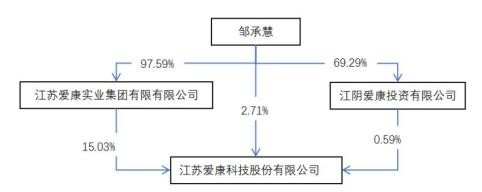 邹承慧
97.59%
69.29%
江苏爱康实业集团有限有限公司
2.71%
江阴爱康投资有限公司
15.03%
0.59%
江苏爱康科技股份有限公司